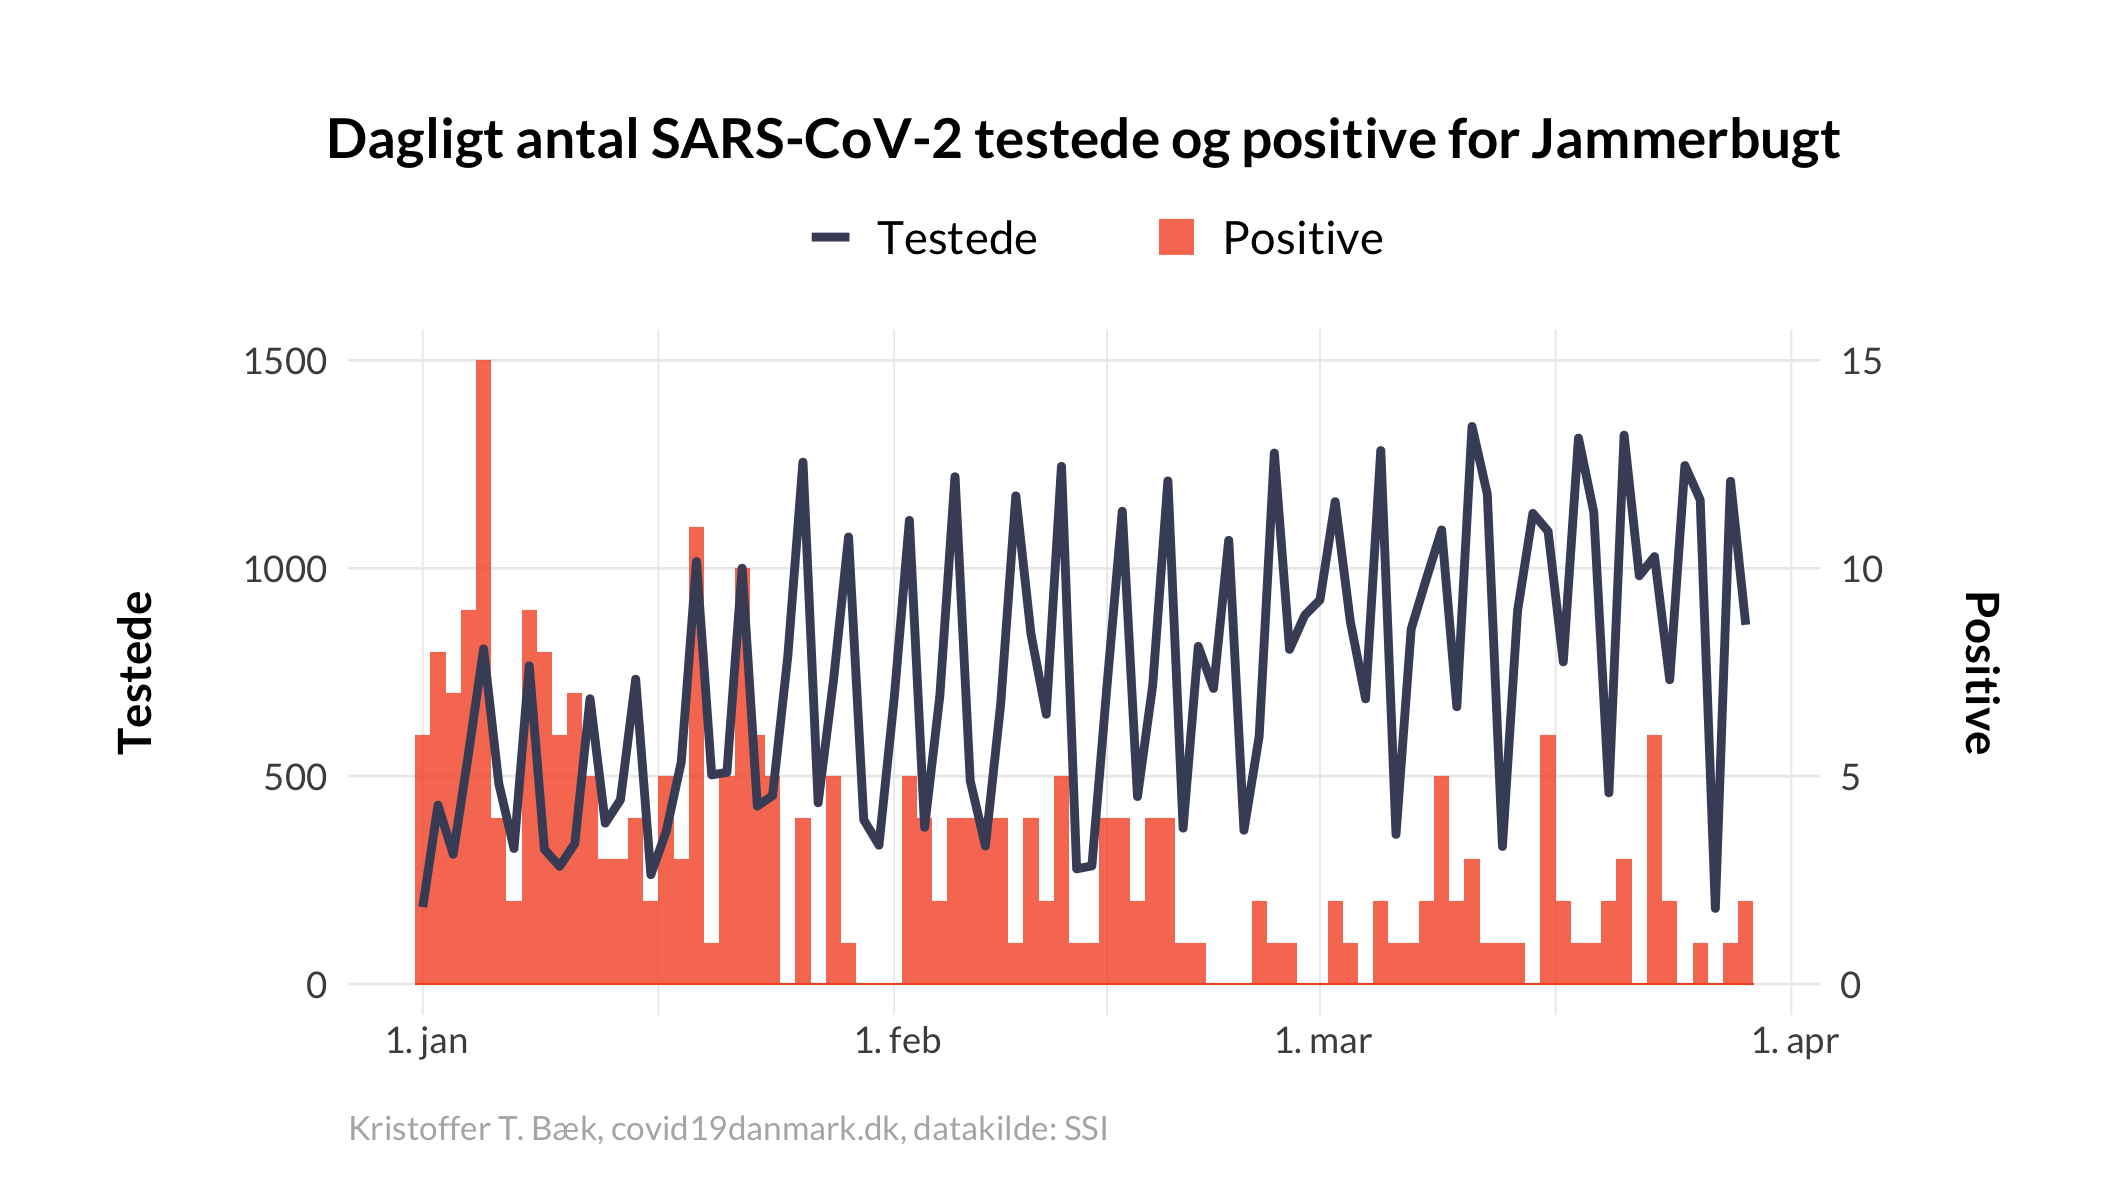 Dagligt antal SARS-CoV-2 testede og positive for Jammerbugt
Testede
Positive
1500
1000
500
0
15
10
5
0
Testede
Positive
1. jan
1. feb
1. mar
1. apr
Kristoffer T. Bæk, covid19danmark.dk, datakilde: SSI